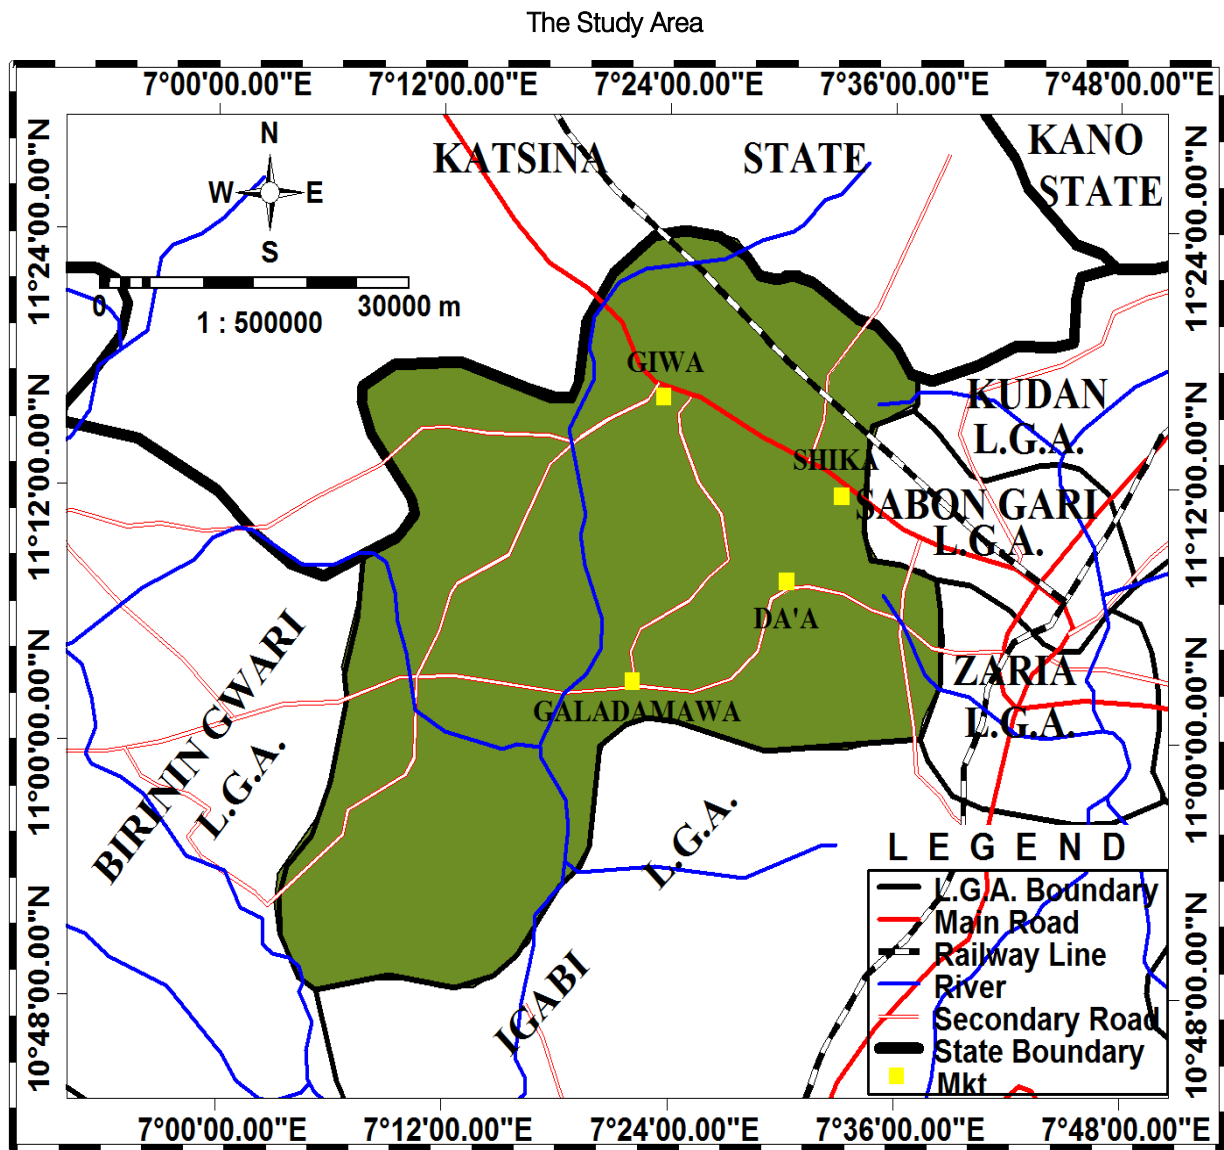 The Study Area
7°00'00.00"E 7°12'00.00"E 7°24'00.00"E 7°36'00.00"E 7°48'00.00"E
N
W E
S
KATSINA STATE
KANO
STATE
11°24'00.00"N
11°24'00.00"N
0 30000 m
1 : 500000
GIWA
KUDAN
L.G.A.
SHIKA
SABON GARI
L.G.A.
11°12'00.00"N
11°12'00.00"N
DA'A
ZARIA
L.G.A.
GALADAMAWA
BIRININ GWARI
L.G.A.
11°00'00.00"N
11°00'00.00"N
IGABI L.G.A.
10°48'00.00"N
10°48'00.00"N
LEGEND
L.G.A. Boundary
Main Road
Railway Line
River
Secondary Road
State Boundary
Mkt
7°00'00.00"E 7°12'00.00"E 7°24'00.00"E 7°36'00.00"E 7°48'00.00"E